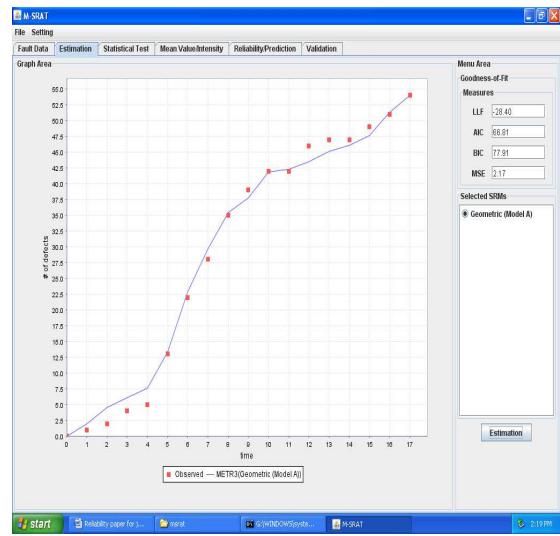 M-SRAT
File Setting
Fault Data Estimation Statistical Test Mean Value/Intensity Reliability/Prediction Validation
Graph Area
Menu Area
Goodness-of-Fit
Measures
LLF -28.40
AIC 66.81
BIC 77.91
MSE 2.17
Selected SRMs
Geometric (Model A)
Estimation
# of defects
55.0
52.5
50.0
47.5
45.0
42.5
40.0
37.5
35.0
32.5
30.0
27.5
25.0
22.5
20.0
17.5
15.0
12.5
10.0
7.5
5.0
2.5
0.0
0 1 2 3 4 5 6 7 8 9 10 11 12 13 14 15 16 17
time
Observed — METR3(Geometric (Model A))
start Reliability paper for j... msrat G:\WINDOWS\syste... M-SRAT 2:19 PM